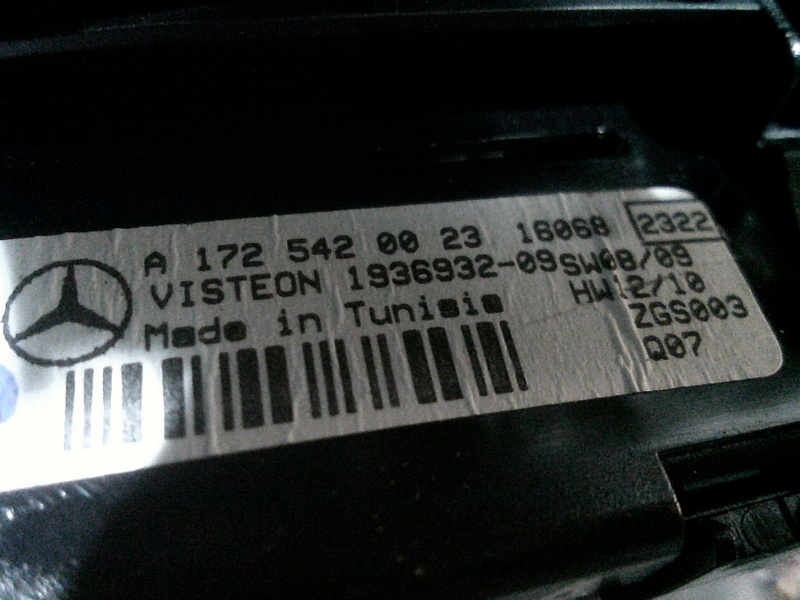 A 172 542 00 23 16068 2322
VISTEON 1936932-09 SW08/09
Made in Tunisia HW12/10
ZGS003
Q07